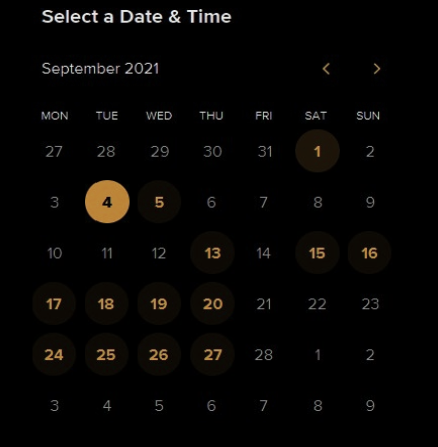 Select a Date & Time
September 2021
MON TUE WED THU FRI SAT SUN
27 28 29 30 31 1 2
3 4 5 6 7 8 9
10 11 12 13 14 15 16
17 18 19 20 21 22 23
24 25 26 27 28 1 2
3 4 5 6 7 8 9